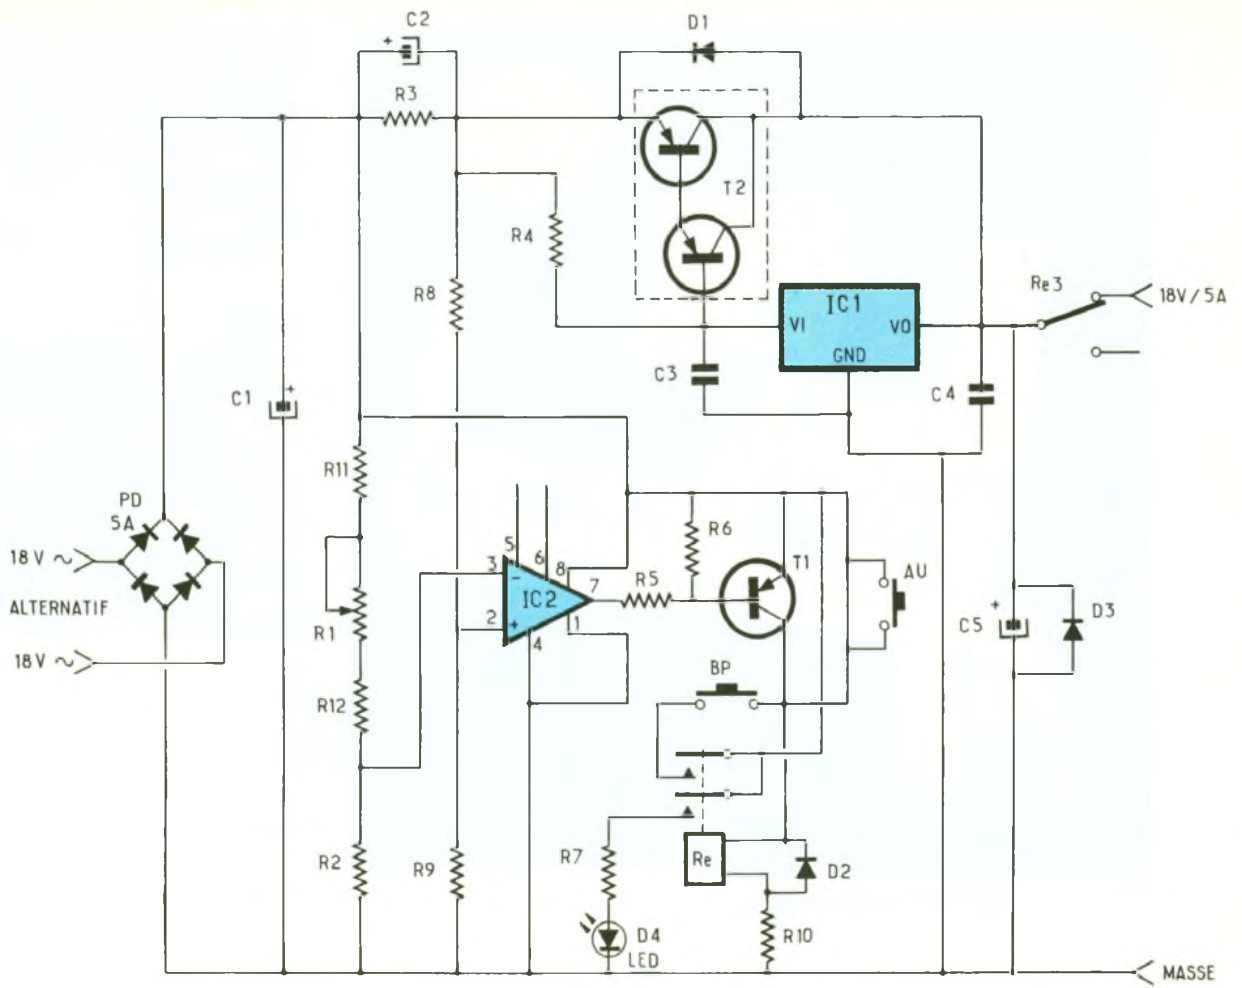 C2
D1
R3
T2
R4
R8
IC1
VI
VO
GND
Re3
18V/5A
C3
C4
C1
+
R11
PD
5A
18V ~
ALTERNATIF
18V ~
R1
R12
R2
5
6
8
3
-
IC2
7
2
+
4
1
R5
R6
T1
AU
BP
C5
+
D3
R9
R7
Re
D2
D4
LED
R10
MASSE
+